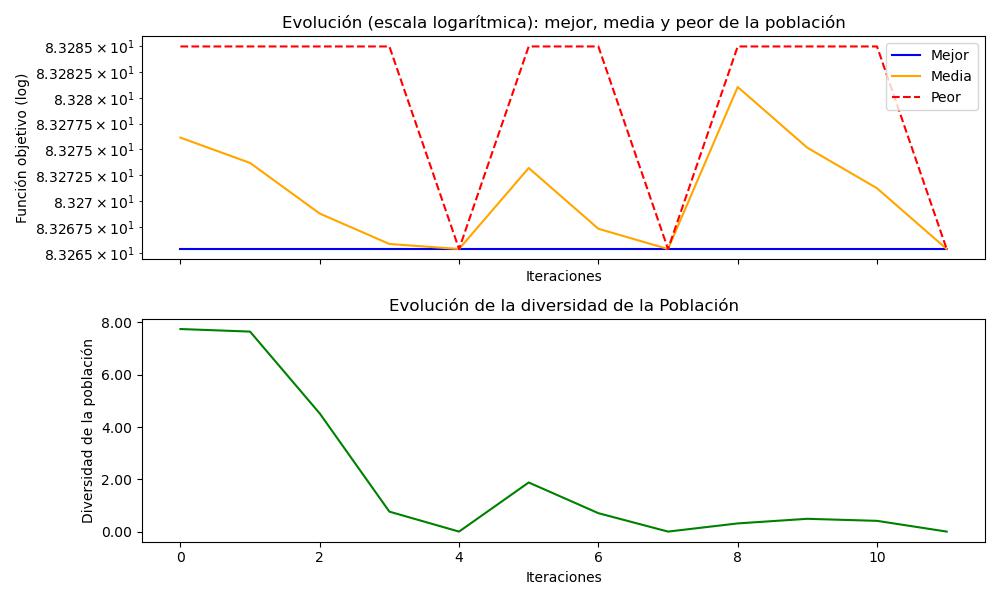 Evolución (escala logarítmica): mejor, media y peor de la población
Función objetivo (log)
8.3285 × 10¹
8.32825 × 10¹
8.328 × 10¹
8.32775 × 10¹
8.3275 × 10¹
8.32725 × 10¹
8.327 × 10¹
8.32675 × 10¹
8.3265 × 10¹
Mejor
Media
Peor
Iteraciones
Evolución de la diversidad de la Población
Diversidad de la población
8.00
6.00
4.00
2.00
0.00
0 2 4 6 8 10
Iteraciones